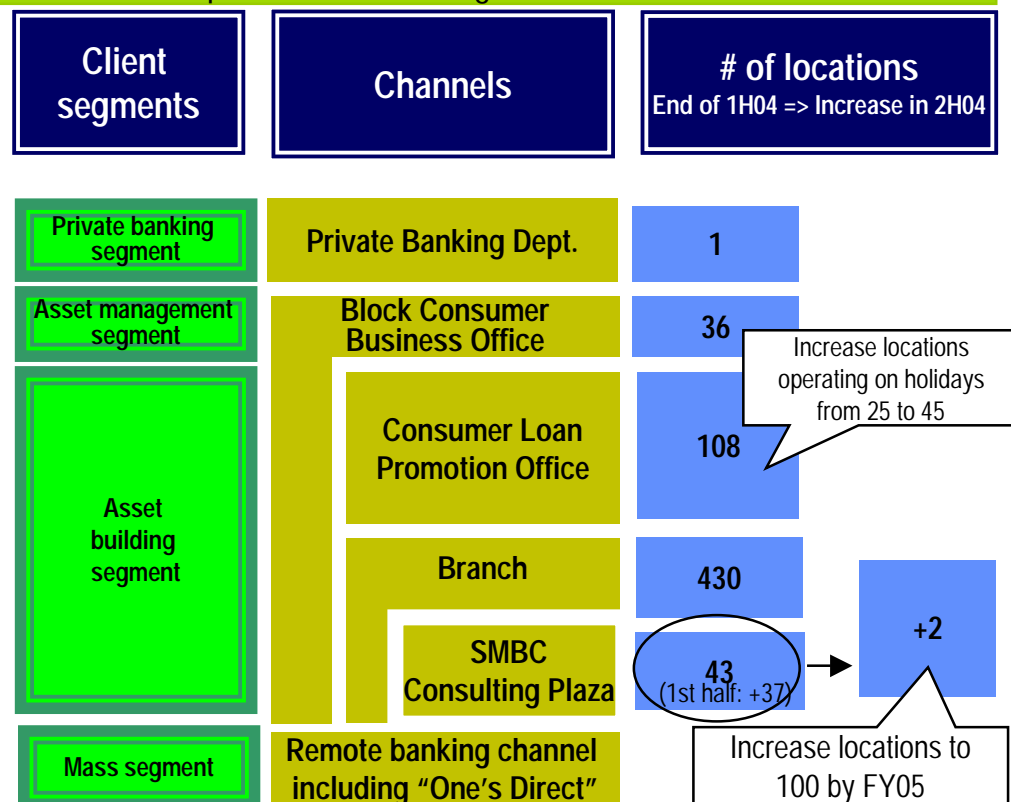 Client
segments
Channels
# of locations
End of 1H04 => Increase in 2H04
Private banking
segment
Private Banking Dept.
1
Asset management
segment
Block Consumer
Business Office
36
Increase locations
operating on holidays
from 25 to 45
Consumer Loan
Promotion Office
108
Asset
building
segment
Branch
430
SMBC
Consulting Plaza
43
(1st half: +37)
+2
Increase locations to
100 by FY05
Mass segment
Remote banking channel
including “One’s Direct”